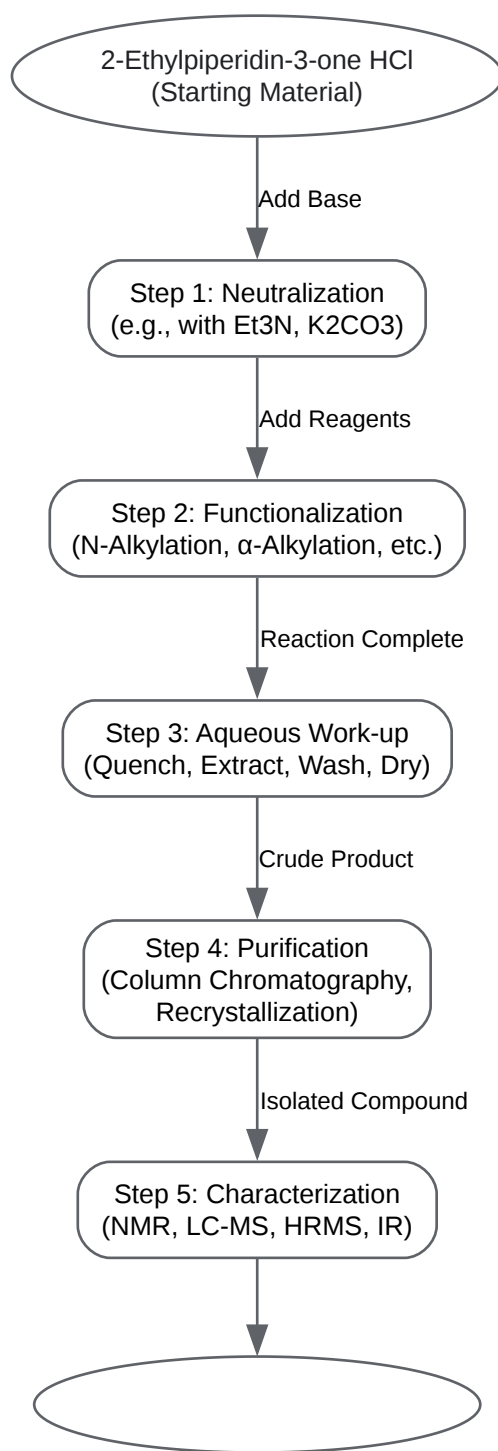 2-Ethylpiperidin-3-one HCl
(Starting Material)
Add Base
Step 1: Neutralization
(e.g., with Et3N, K2CO3)
Add Reagents
Step 2: Functionalization
(N-Alkylation, α-Alkylation, etc.)
Reaction Complete
Step 3: Aqueous Work-up
(Quench, Extract, Wash, Dry)
Crude Product
Step 4: Purification
(Column Chromatography,
Recrystallization)
Isolated Compound
Step 5: Characterization
(NMR, LC-MS, HRMS, IR)